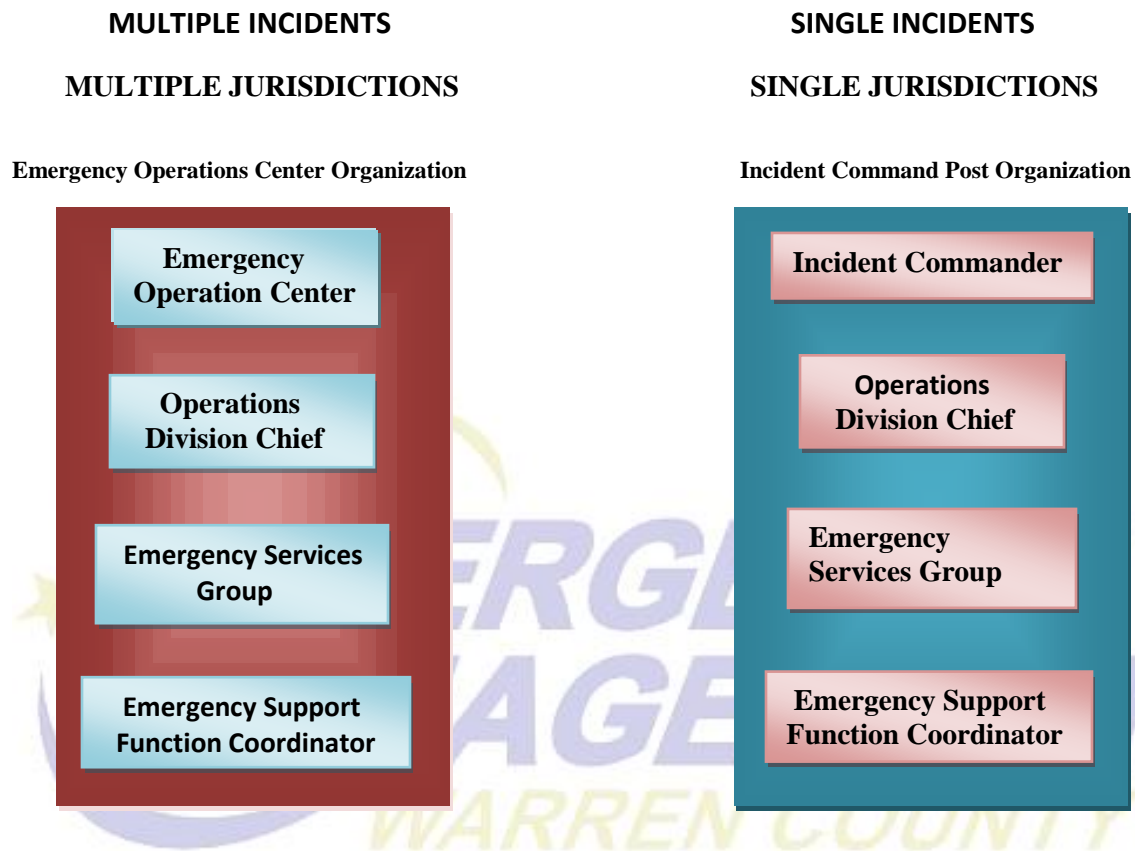 MULTIPLE INCIDENTS
MULTIPLE JURISDICTIONS
Emergency Operations Center Organization
Emergency
Operation Center
Operations
Division Chief
Emergency Services
Group
Emergency Support
Function Coordinator
SINGLE INCIDENTS
SINGLE JURISDICTIONS
Incident Command Post Organization
Incident Commander
Operations
Division Chief
Emergency
Services Group
Emergency Support
Function Coordinator
WARREN COUNTY